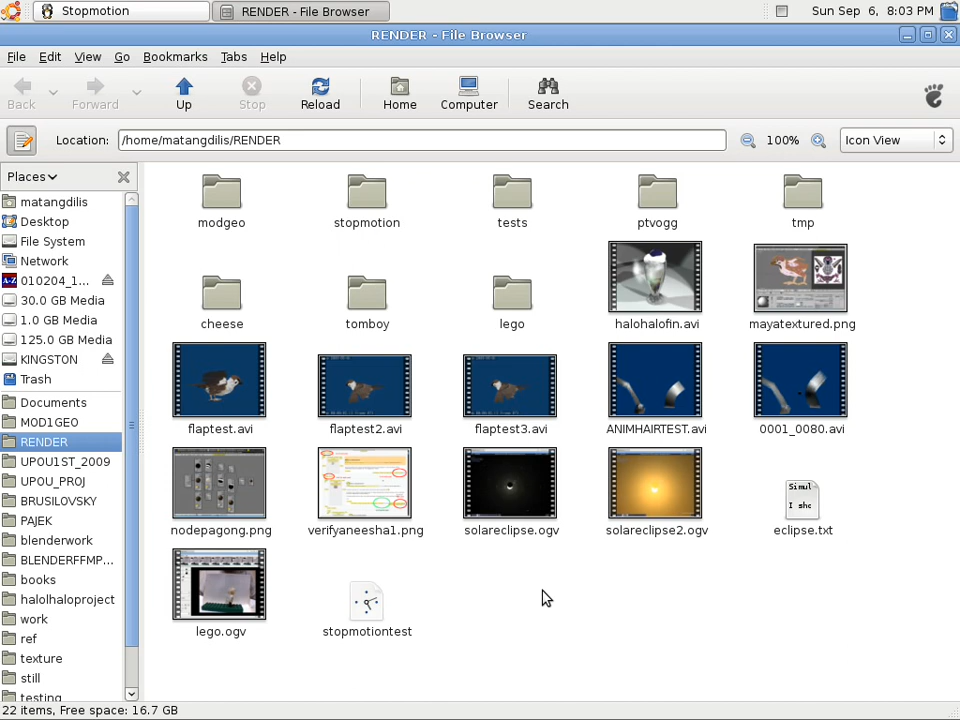 Stopmotion
RENDER - File Browser
Sun Sep 6, 8:03 PM
RENDER - File Browser
File Edit View Go Bookmarks Tabs Help
Back Forward Up Stop Reload Home Computer Search
Location: /home/matangdilis/RENDER 100% Icon View
Places
matangdilis
Desktop
File System
Network
010204_1...
30.0 GB Media
1.0 GB Media
125.0 GB Media
KINGSTON
Trash
Documents
MOD1GEO
RENDER
UPOU1ST_2009
UPOU_PROJ
BRUSILOVSKY
PAJEK
blenderwork
BLENDERFFMP...
books
halolhaloproject
work
ref
texture
still
testing
modgeo stopmotion tests ptvogg tmp
cheese tomboy lego halohalofin.avi mayatextured.png
flaptest.avi flaptest2.avi flaptest3.avi ANIMHAIRTEST.avi 0001_0080.avi
Simul
I shc
nodepagong.png verifyaneesha1.png solareclipse.ogv solareclipse2.ogv eclipse.txt
lego.ogv stopmotiontest
22 items, Free space: 16.7 GB